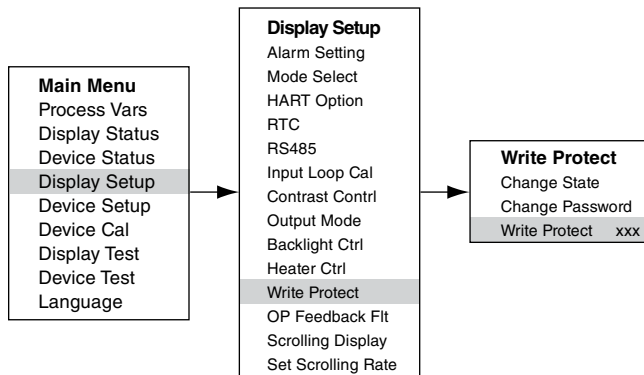 Main Menu
Process Vars
Display Status
Device Status
Display Setup
Device Setup
Device Cal
Display Test
Device Test
Language
Display Setup
Alarm Setting
Mode Select
HART Option
RTC
RS485
Input Loop Cal
Contrast Contrl
Output Mode
Backlight Ctrl
Heater Ctrl
Write Protect
OP Feedback Flt
Scrolling Display
Set Scrolling Rate
Write Protect
Change State
Change Password
Write Protect xxx